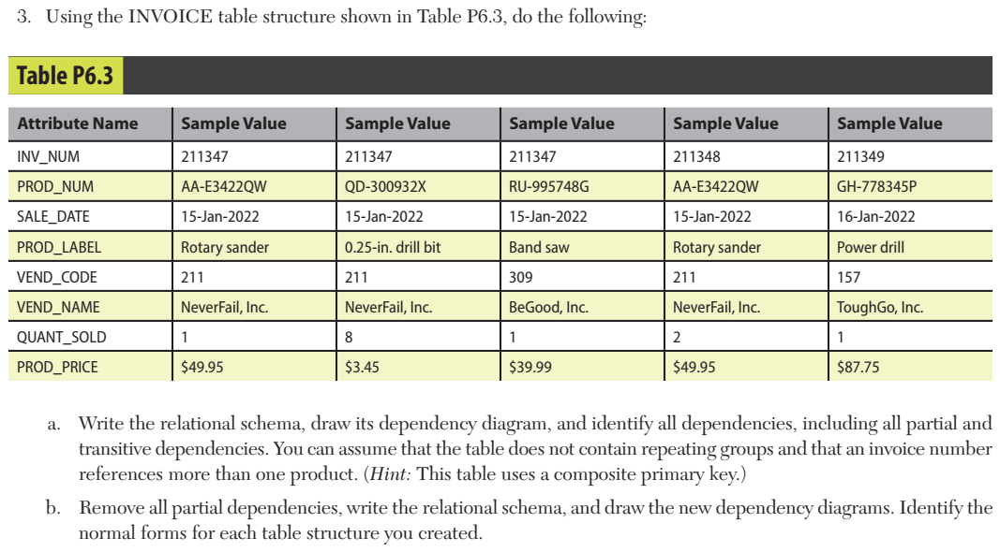 3. Using the INVOICE table structure shown in Table P6.3, do the following:
Table P6.3
Attribute Name Sample Value Sample Value Sample Value Sample Value Sample Value
INV_NUM 211347 211347 211347 211348 211349
PROD_NUM AA-E3422QW QD-300932X RU-995748G AA-E3422QW GH-778345P
SALE_DATE 15-Jan-2022 15-Jan-2022 15-Jan-2022 15-Jan-2022 16-Jan-2022
PROD_LABEL Rotary sander 0.25-in. drill bit Band saw Rotary sander Power drill
VEND_CODE 211 211 309 211 157
VEND_NAME NeverFail, Inc. NeverFail, Inc. BeGood, Inc. NeverFail, Inc. ToughGo, Inc.
QUANT_SOLD 1 8 1 2 1
PROD_PRICE $49.95 $3.45 $39.99 $49.95 $87.75
a. Write the relational schema, draw its dependency diagram, and identify all dependencies, including all partial and
transitive dependencies. You can assume that the table does not contain repeating groups and that an invoice number
references more than one product. (Hint: This table uses a composite primary key.)
b. Remove all partial dependencies, write the relational schema, and draw the new dependency diagrams. Identify the
normal forms for each table structure you created.